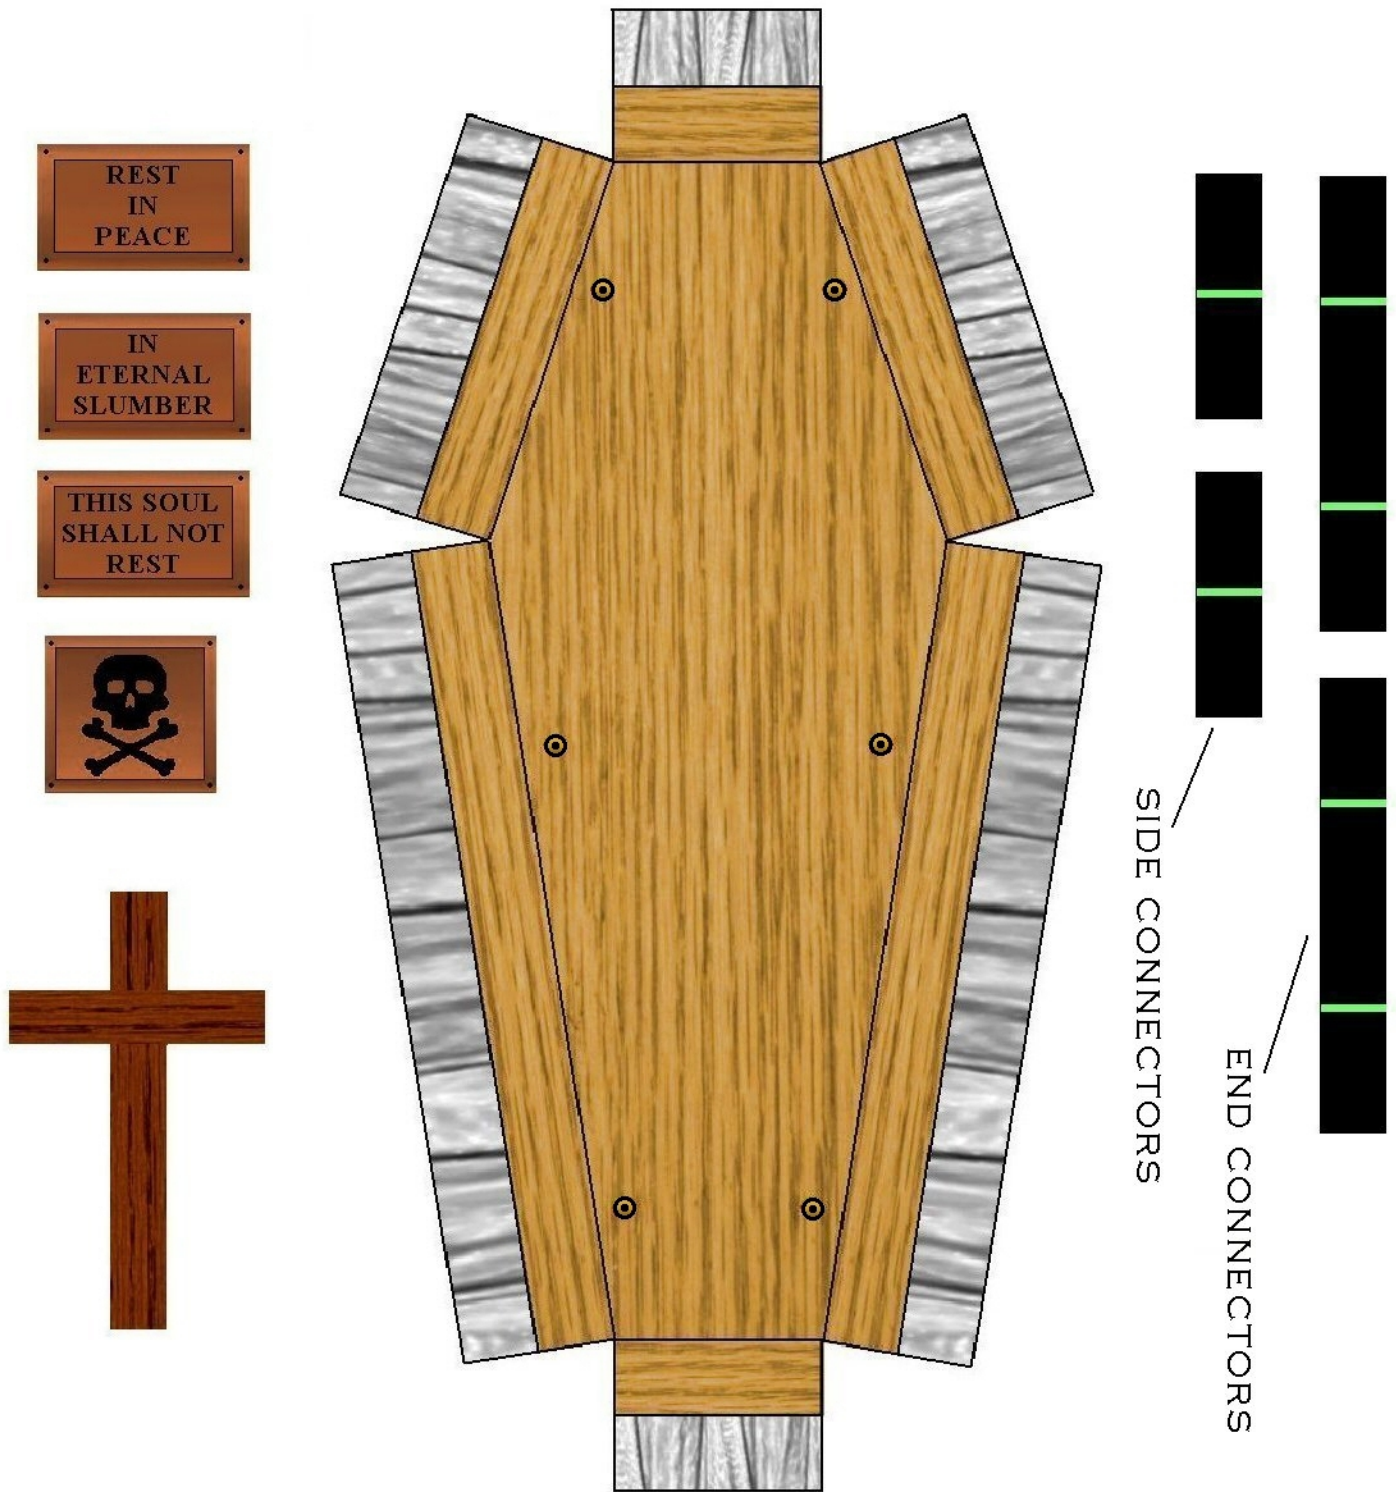 REST
IN
PEACE
IN
ETERNAL
SLUMBER
THIS SOUL
SHALL NOT
REST
SIDE CONNECTORS
END CONNECTORS